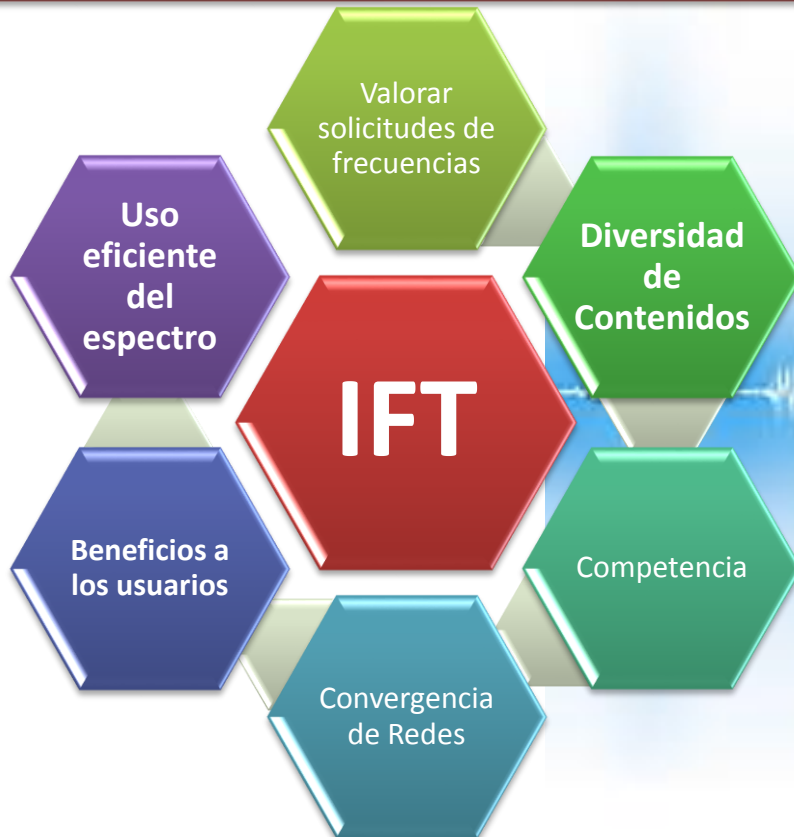 Valorar
solicitudes de
frecuencias
Uso
eficiente
del
espectro
Diversidad
de
Contenidos
IFT
Beneficios a
los usuarios
Competencia
Convergencia
de Redes